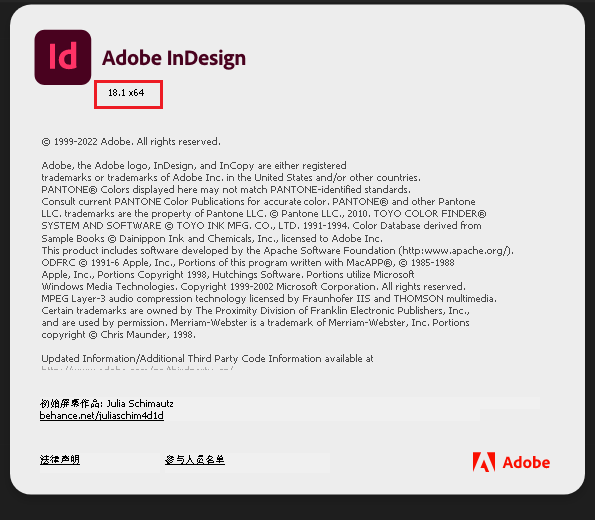 Id
Adobe InDesign
18.1 x64
© 1999-2022 Adobe. All rights reserved.
Adobe, the Adobe logo, InDesign, and InCopy are either registered
trademarks or trademarks of Adobe Inc. in the United States and/or other countries.
PANTONE® Colors displayed here may not match PANTONE-identified standards.
Consult current PANTONE Color Publications for accurate color. PANTONE® and other Pantone
LLC. trademarks are the property of Pantone LLC. © Pantone LLC., 2010. TOYO COLOR FINDER®
SYSTEM AND SOFTWARE © TOYO INK MFG. CO., LTD. 1991-1994. Color Database derived from
Sample Books © Dainippon Ink and Chemicals, Inc., licensed to Adobe Inc.
This product includes software developed by the Apache Software Foundation (http:www.apache.org/).
ODFRC © 1991-6 Apple Inc., Portions of this program written with MacAPP®, © 1985-1988
Apple, Inc., Portions Copyright 1998, Hutchings Software. Portions utilize Microsoft
Windows Media Technologies. Copyright 1999-2002 Microsoft Corporation. All rights reserved.
MPEG Layer-3 audio compression technology licensed by Fraunhofer IIS and THOMSON multimedia.
Certain trademarks are owned by The Proximity Division of Franklin Electronic Publishers, Inc.,
and are used by permission. Merriam-Webster is a trademark of Merriam-Webster, Inc. Portions
copyright © Chris Maunder, 1998.
Updated Information/Additional Third Party Code Information available at
初始屏幕作品: Julia Schimautz
behance.net/juliaschim4d1d
法律声明 参与人员名单
Adobe